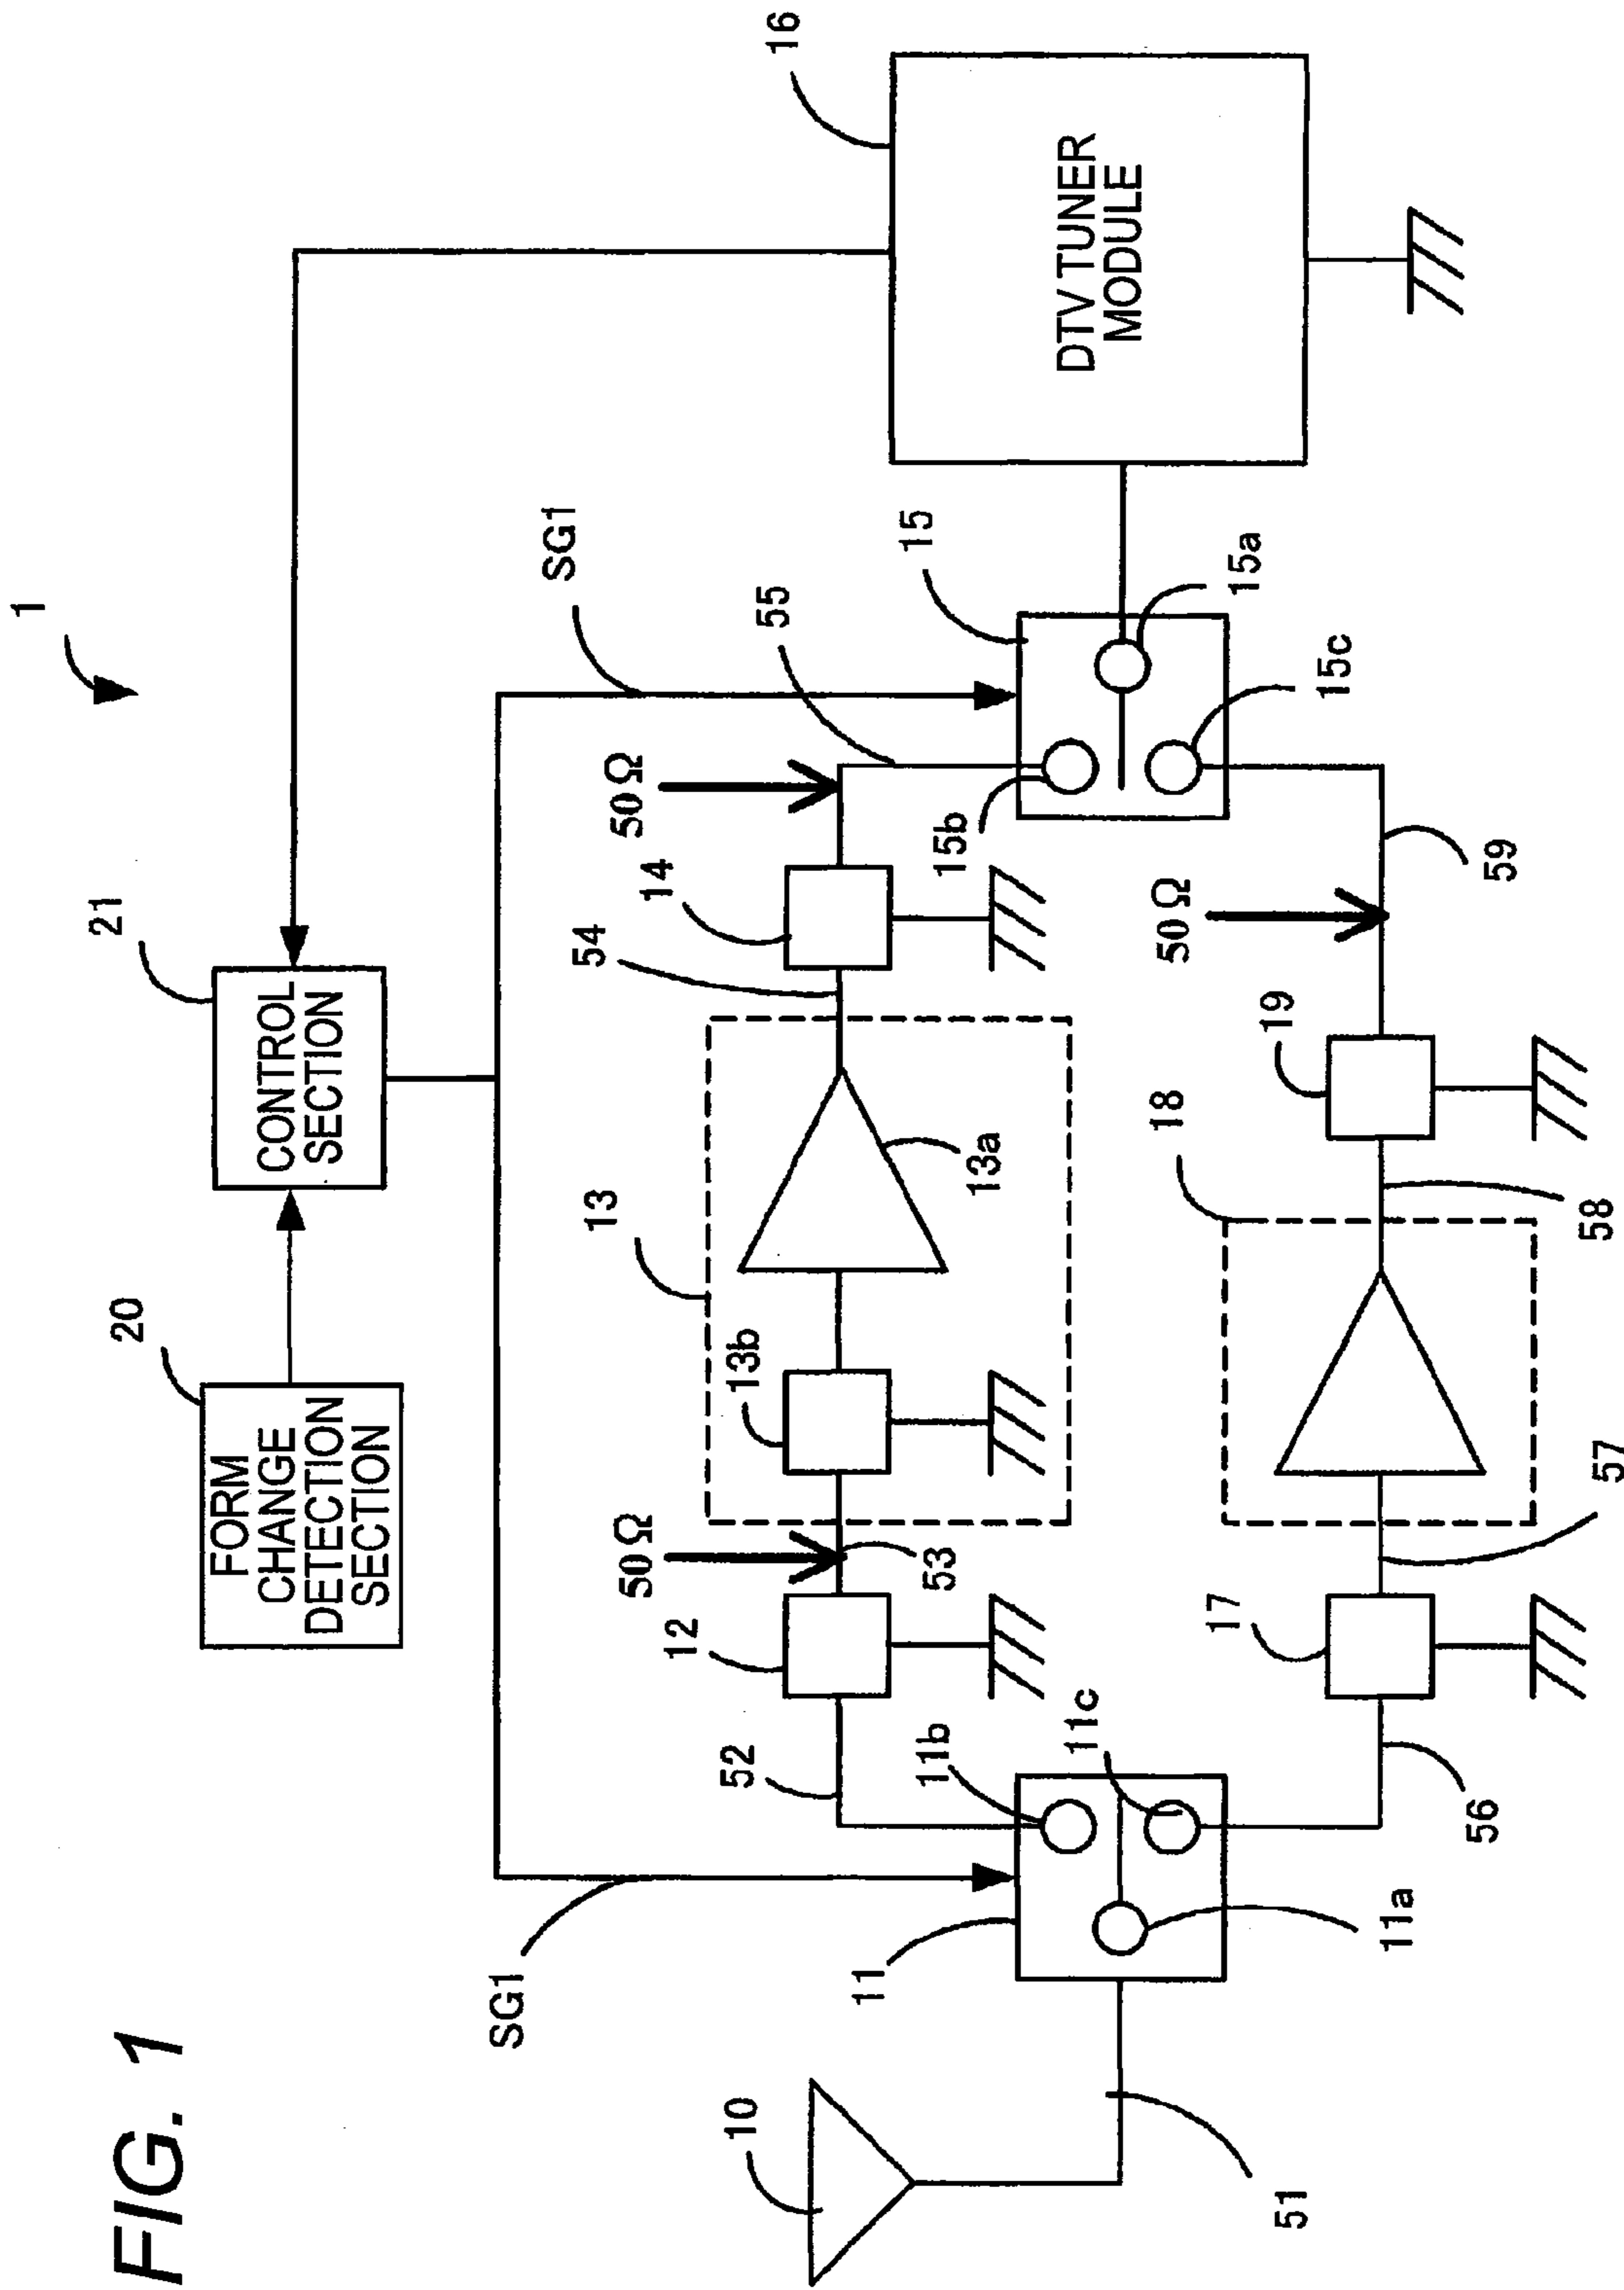 FIG. 1
1
20
FORM
CHANGE
DETECTION
SECTION
21
CONTROL
SECTION
16
DTV TUNER
MODULE
SG1
SG1
10
51
11
11a
11b
11c
52
12
50Ω
53
13
13b
13a
54
14
50Ω
55
15
15a
15b
15c
56
17
57
18
58
19
50Ω
59